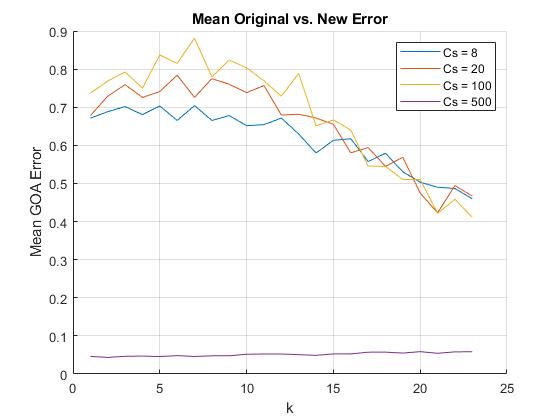 Mean Original vs. New Error
Cs = 8
Cs = 20
Cs = 100
Cs = 500
Mean GOA Error
0.9
0.8
0.7
0.6
0.5
0.4
0.3
0.2
0.1
0
0 5 10 15 20 25
k